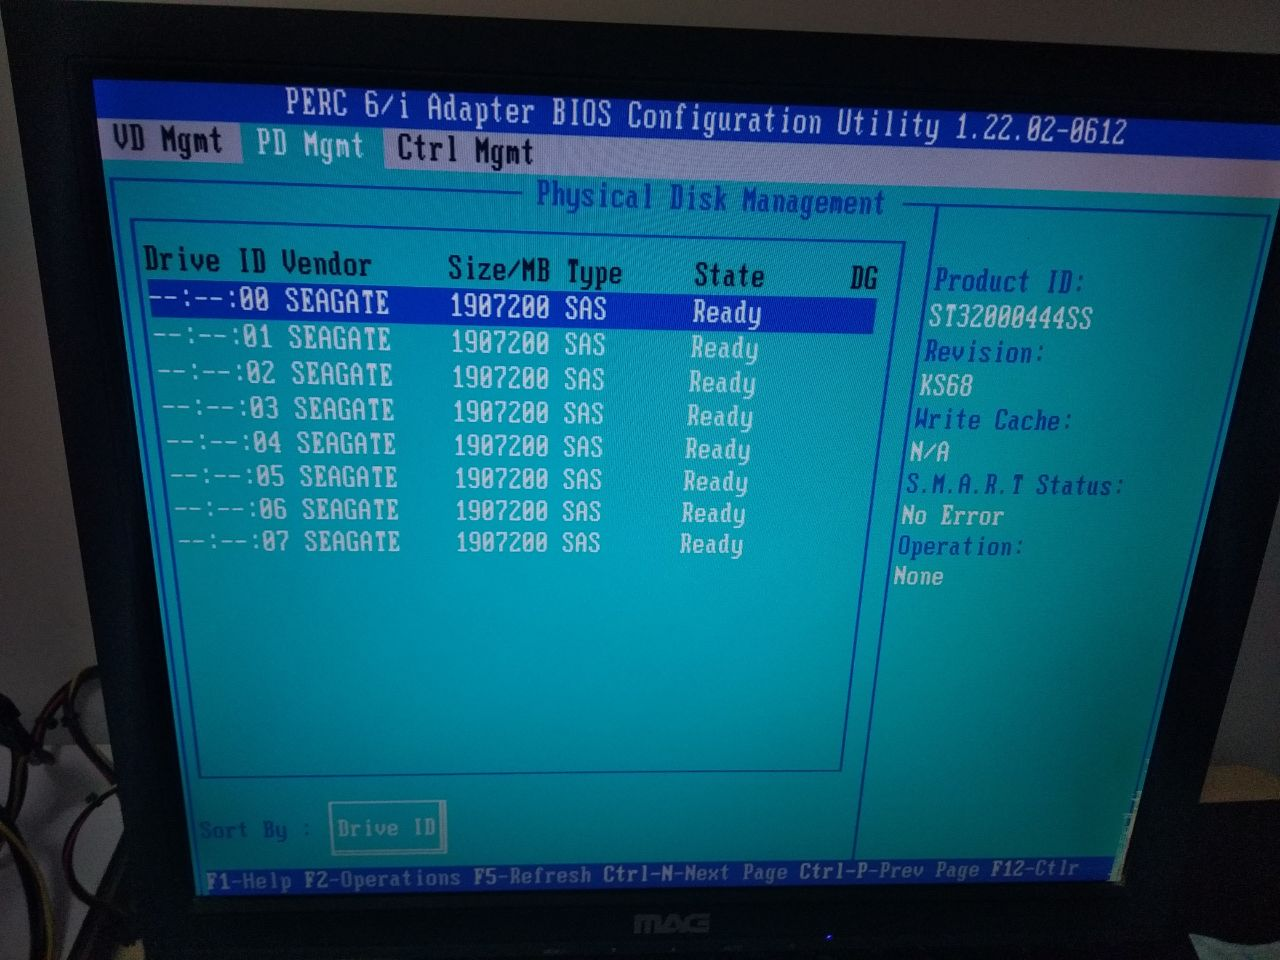 PERC 6/i Adapter BIOS Configuration Utility 1.22.02-0612
VD Mgmt PD Mgmt Ctrl Mgmt
Physical Disk Management
Drive ID Vendor Size/MB Type State DG
--:--:00 SEAGATE 1907200 SAS Ready
--:--:01 SEAGATE 1907200 SAS Ready
--:--:02 SEAGATE 1907200 SAS Ready
--:--:03 SEAGATE 1907200 SAS Ready
--:--:04 SEAGATE 1907200 SAS Ready
--:--:05 SEAGATE 1907200 SAS Ready
--:--:06 SEAGATE 1907200 SAS Ready
--:--:07 SEAGATE 1907200 SAS Ready
Product ID:
ST32000444SS
Revision:
KS68
Write Cache:
N/A
S.M.A.R.T Status:
No Error
Operation:
None
Sort By : Drive ID
F1-Help F2-Operations F5-Refresh Ctrl-N-Next Page Ctrl-P-Prev Page F12-Ctlr
MAG